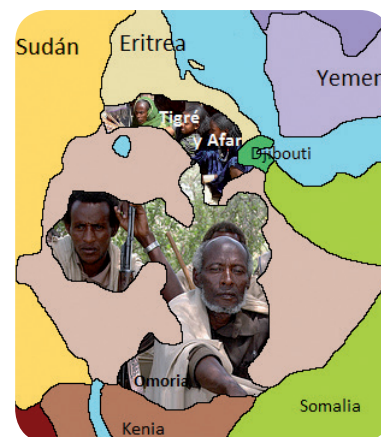 Sudán
Eritrea
Yemen
Tigré
y Afar
Djibouti
Omoria
Somalia
Kenia